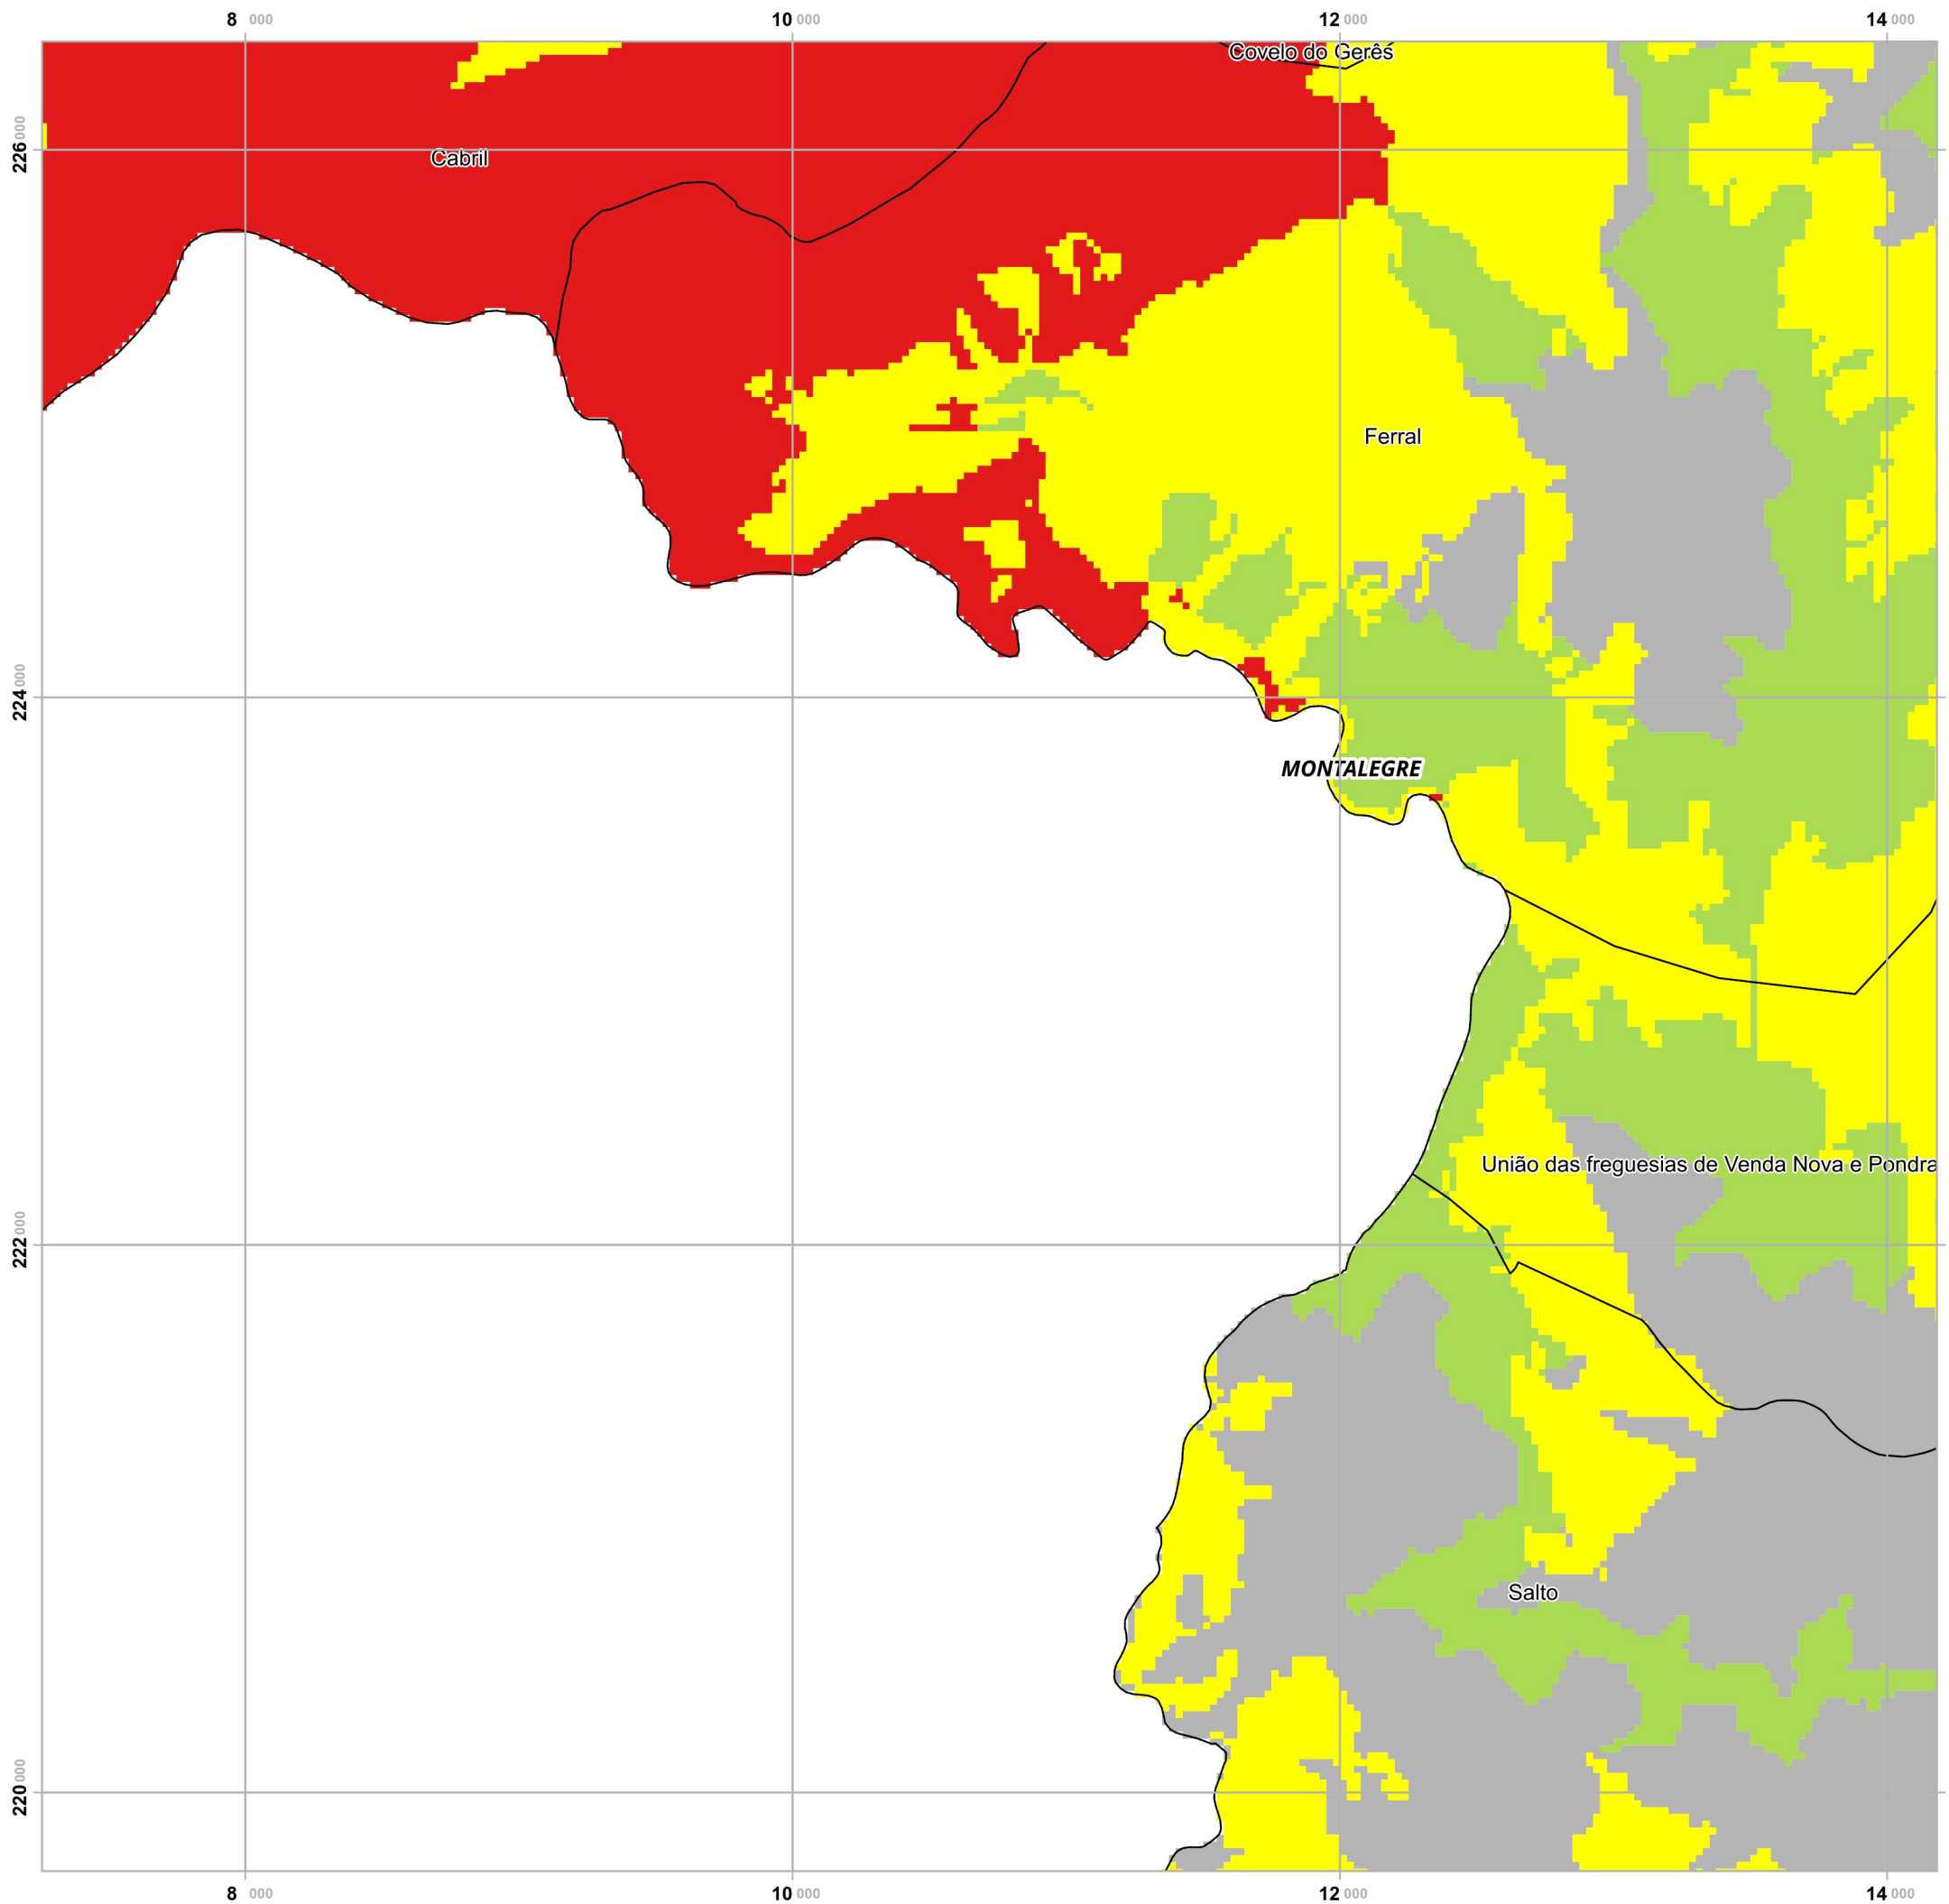 8 000 10 000 12 000 14 000
Covelo do Gerês
226 000
Cabril
Ferral
224 000
MONTALEGRE
União das freguesias de Venda Nova e Pondra
222 000
Salto
220 000
8 000 10 000 12 000 14 000